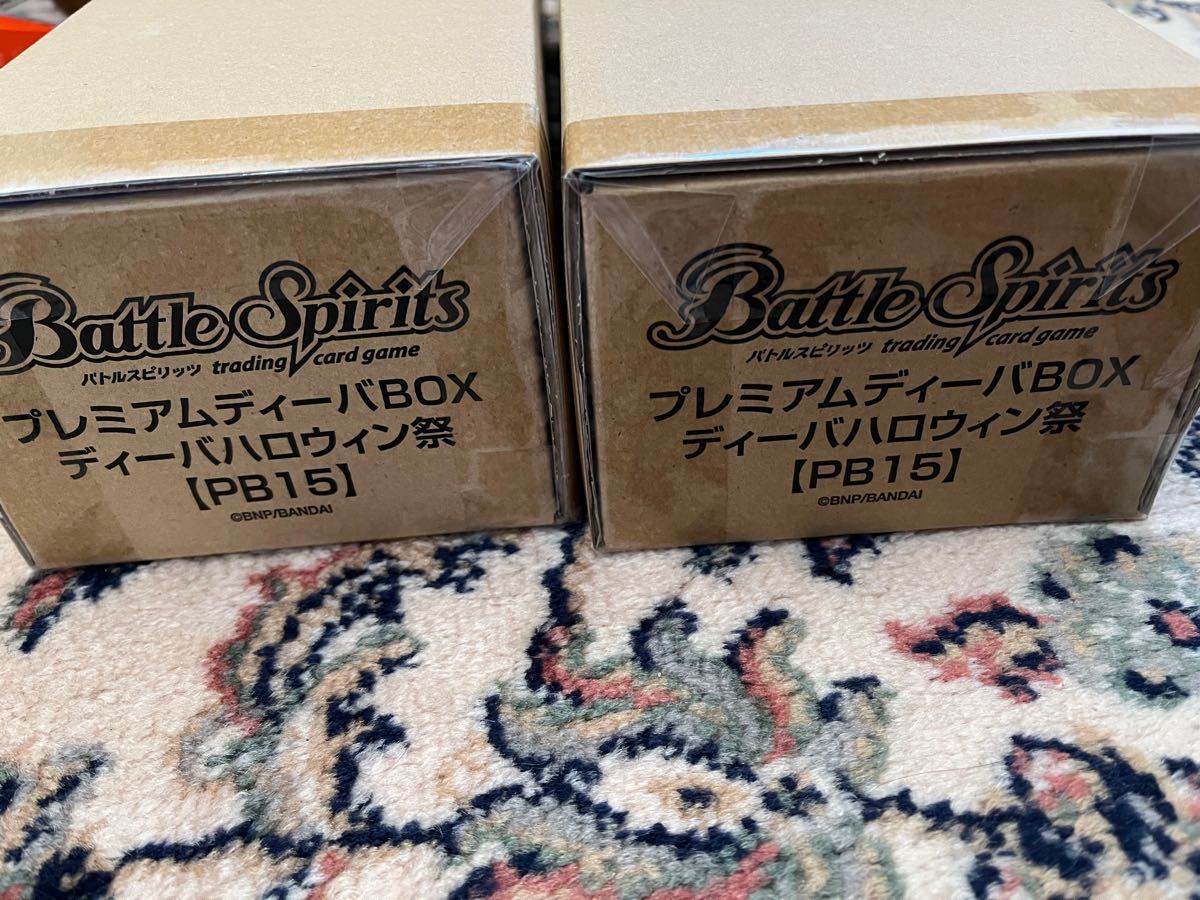 Battle Spirits
バトルスピリッツ trading card game
プレミアムディーバBOX
ディーバハロウィン祭
【PB15】
©BNP/BANDAI
Battle Spirits
バトルスピリッツ trading card game
プレミアムディーバBOX
ディーバハロウィン祭
【PB15】
©BNP/BANDAI